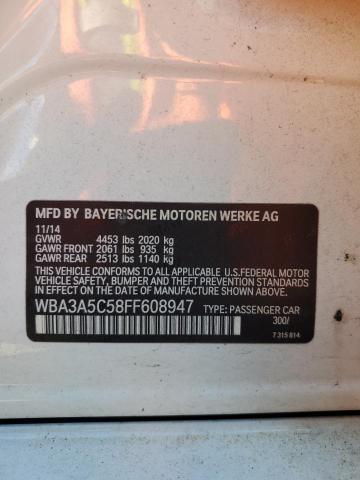 MFD BY BAYERISCHE MOTOREN WERKE AG
11/14
GVWR 4453 lbs 2020 kg
GAWR FRONT 2061 lbs 935 kg
GAWR REAR 2513 lbs 1140 kg
THIS VEHICLE CONFORMS TO ALL APPLICABLE U.S.FEDERAL MOTOR
VEHICLE SAFETY, BUMPER AND THEFT PREVENTION STANDARDS
IN EFFECT ON THE DATE OF MANUFACTURE SHOWN ABOVE.
WBA3A5C58FF608947 TYPE: PASSENGER CAR
300/
7 315 814